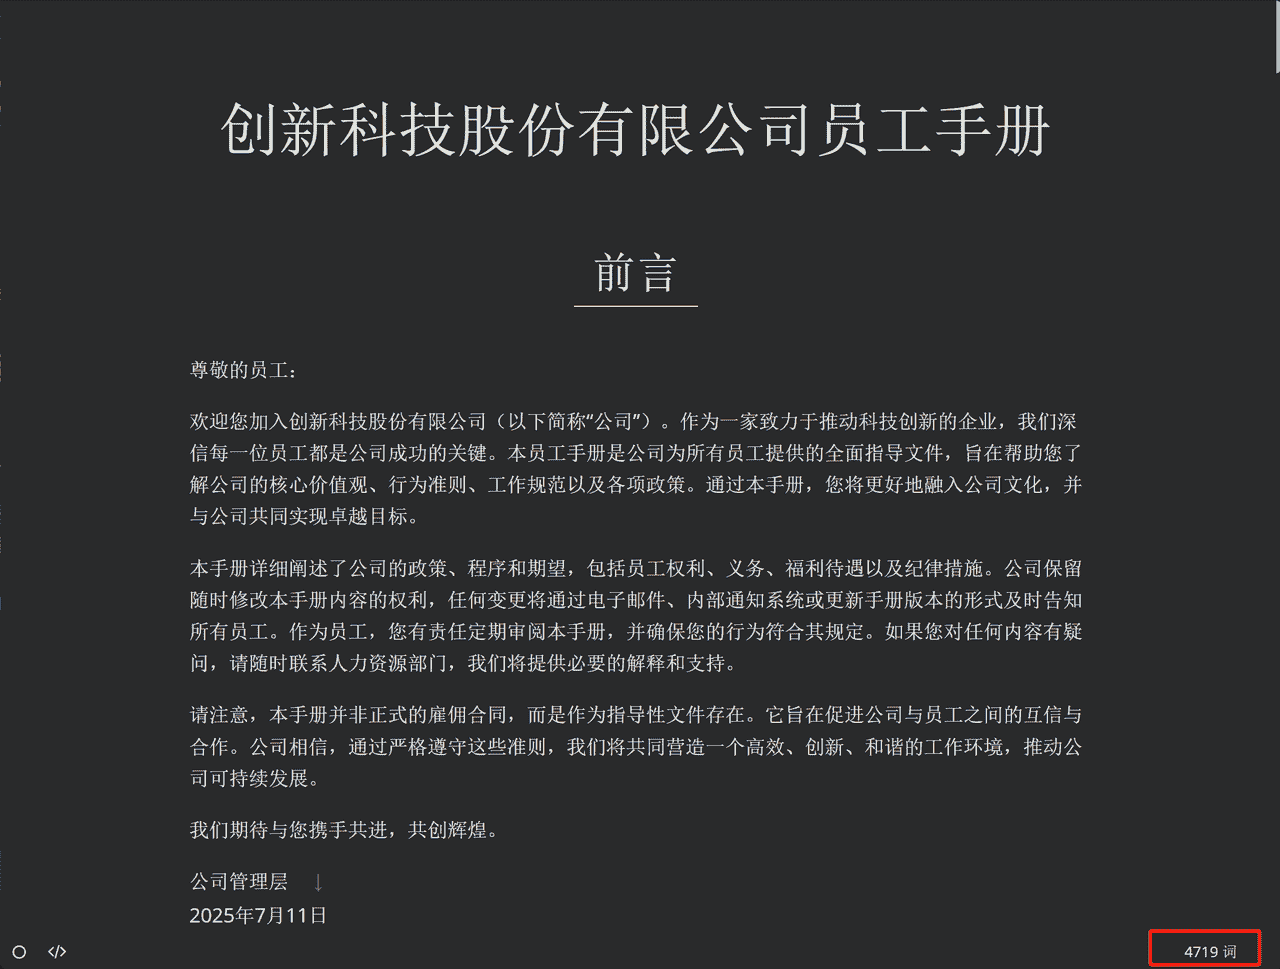 创新科技股份有限公司员工手册
前言
尊敬的员工：
欢迎您加入创新科技股份有限公司（以下简称“公司”）。作为一家致力于推动科技创新的企业，我们深
信每一位员工都是公司成功的关键。本员工手册是公司为所有员工提供的全面指导文件，旨在帮助您了
解公司的核心价值观、行为准则、工作规范以及各项政策。通过本手册，您将更好地融入公司文化，并
与公司共同实现卓越目标。
本手册详细阐述了公司的政策、程序和期望，包括员工权利、义务、福利待遇以及纪律措施。公司保留
随时修改本手册内容的权利，任何变更将通过电子邮件、内部通知系统或更新手册版本的形式及时告知
所有员工。作为员工，您有责任定期审阅本手册，并确保您的行为符合其规定。如果您对任何内容有疑
问，请随时联系人力资源部门，我们将提供必要的解释和支持。
请注意，本手册并非正式的雇佣合同，而是作为指导性文件存在。它旨在促进公司与员工之间的互信与
合作。公司相信，通过严格遵守这些准则，我们将共同营造一个高效、创新、和谐的工作环境，推动公
司可持续发展。
我们期待与您携手共进，共创辉煌。
公司管理层 ↓
2025年7月11日
</> 4719 词